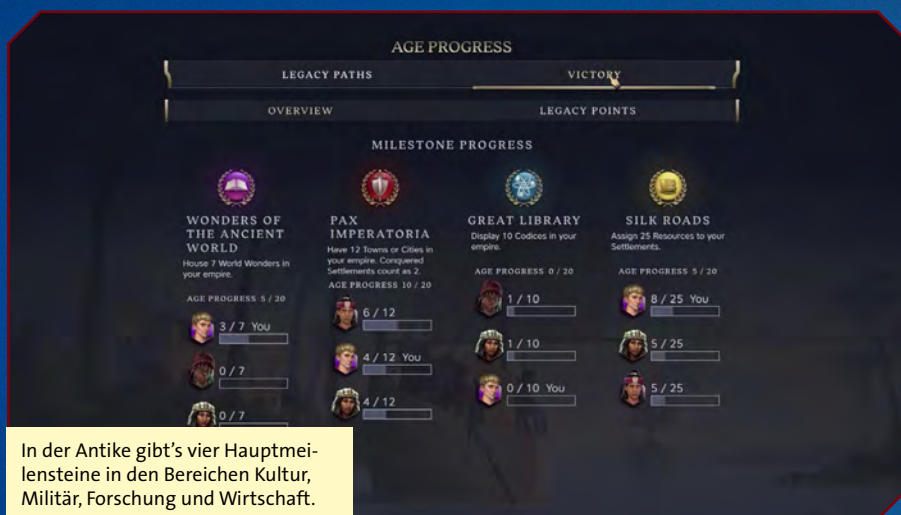 AGE PROGRESS
LEGACY PATHS
VICTORY
OVERVIEW
LEGACY POINTS
MILESTONE PROGRESS
WONDERS OF
THE ANCIENT
WORLD
House 7 World Wonders in
your empire.
AGE PROGRESS 5 / 20
3 / 7 You
0 / 7
0 / 7
PAX
IMPERATORIA
Have 12 Towns or Cities in
your empire. Conquered
Settlements count as 2.
AGE PROGRESS 10 / 20
6 / 12
4 / 12 You
4 / 12
GREAT LIBRARY
Display 10 Codices in your
empire.
AGE PROGRESS 0 / 20
1 / 10
1 / 10
0 / 10 You
SILK ROADS
Assign 25 Resources to your
Settlements.
AGE PROGRESS 5 / 20
8 / 25 You
5 / 25
5 / 25
In der Antike gibt's vier Hauptmei-
lensteine in den Bereichen Kultur,
Militär, Forschung und Wirtschaft.